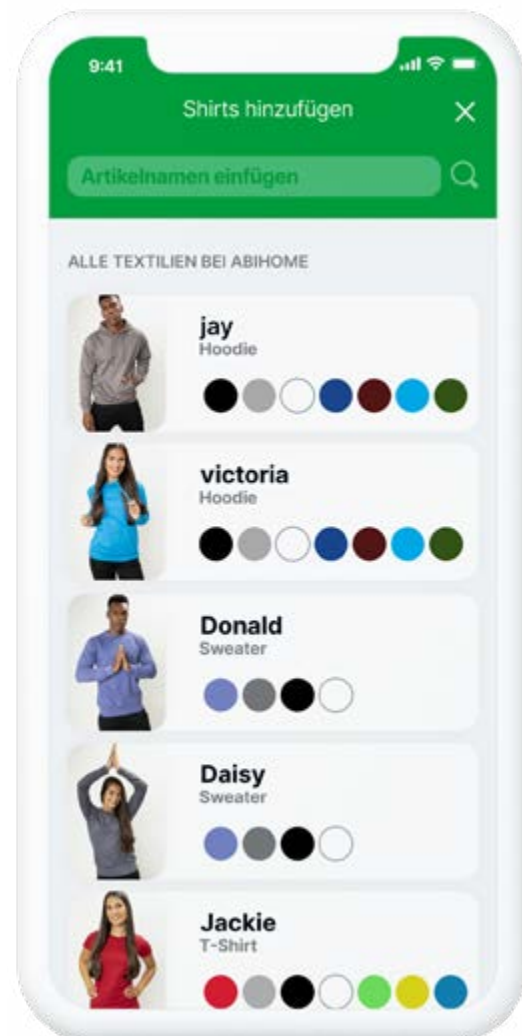 9:41
Shirts hinzufügen
Artikelnamen einfügen
ALLE TEXTILIEN BEI ABIHOME
jay
Hoodie
victoria
Hoodie
Donald
Sweater
Daisy
Sweater
Jackie
T-Shirt